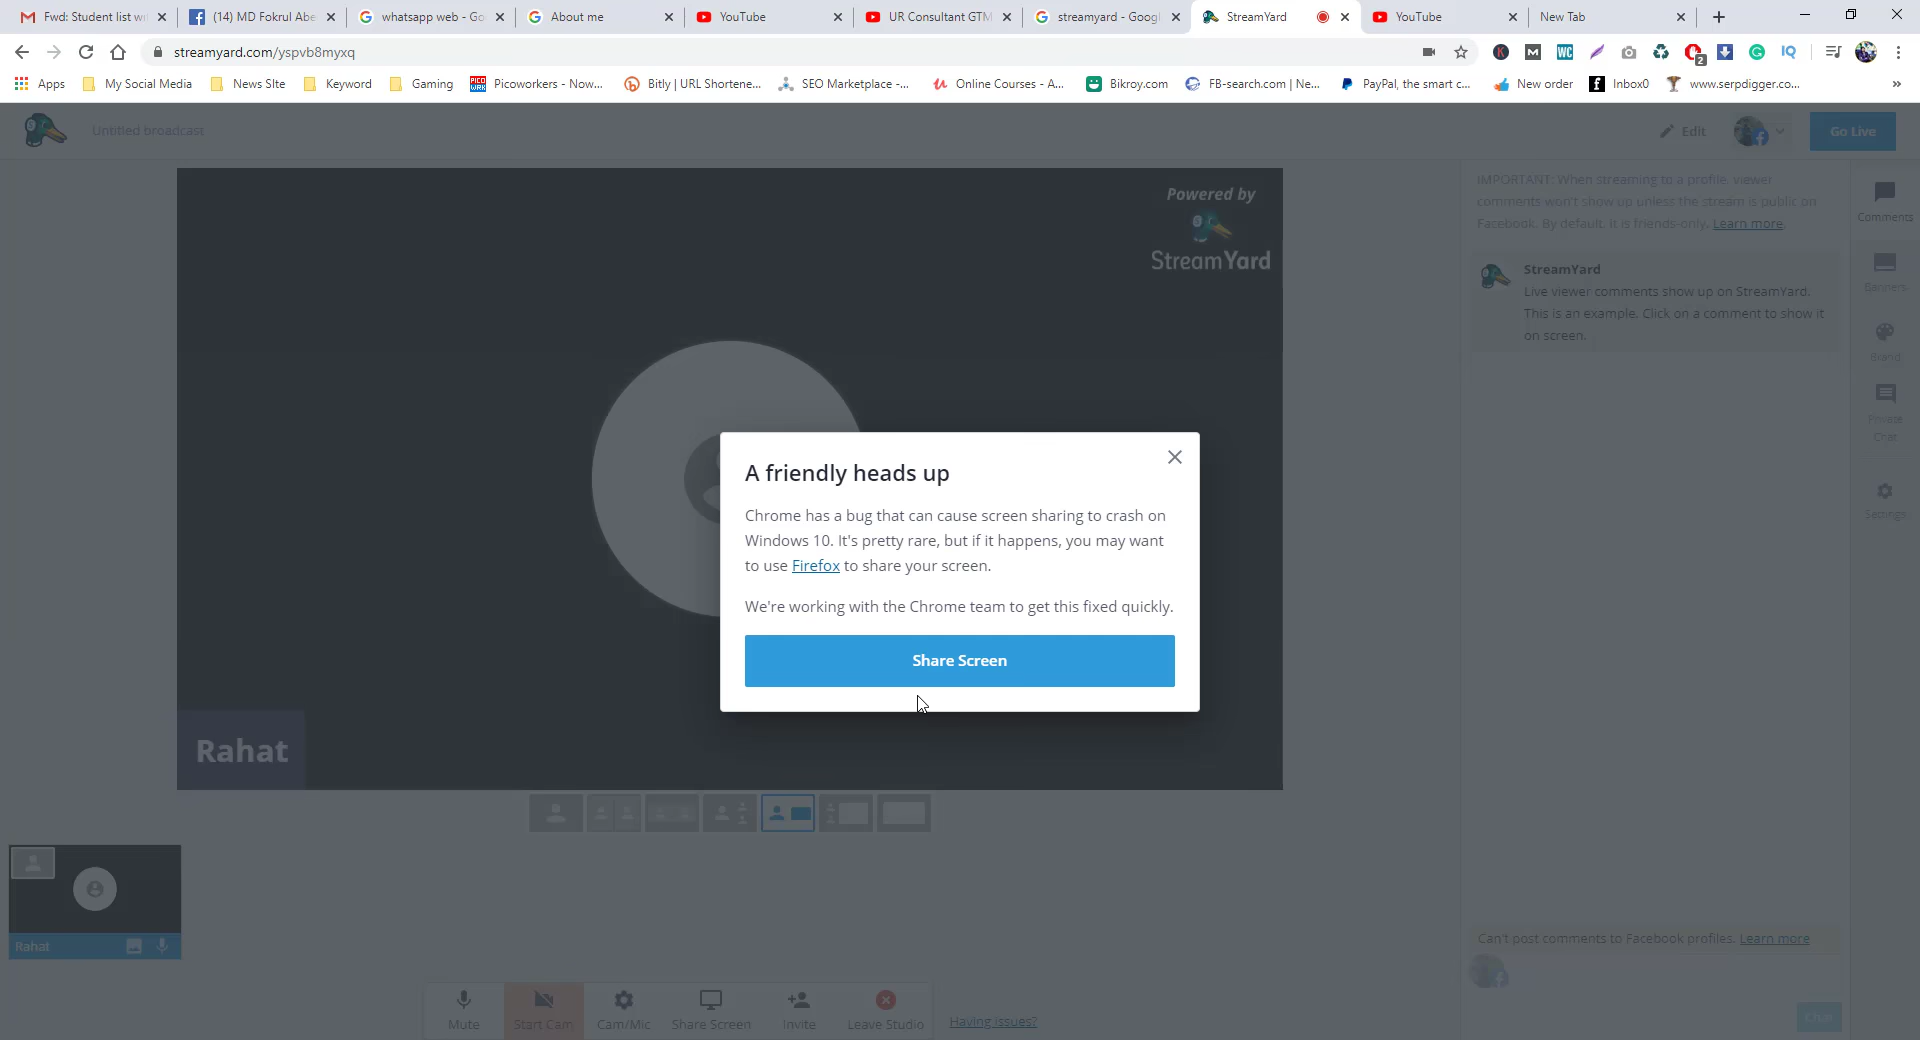 Fwd: Student list wi
(14) MD Fokrul Abe
whatsapp web - Go
About me
YouTube
UR Consultant GTM
streamyard - Googl
StreamYard
YouTube
New Tab
streamyard.com/yspvb8myxq
2
Apps
My Social Media
News SIte
Keyword
Gaming
Picoworkers - Now...
Bitly | URL Shortene...
SEO Marketplace -...
Online Courses - A...
Bikroy.com
FB-search.com | Ne...
PayPal, the smart c...
New order
Inbox0
www.serpdigger.co...
»
Untitled broadcast
Edit
Go Live
Powered by
StreamYard
IMPORTANT: When streaming to a profile, viewer
comments won't show up unless the stream is public on
Facebook. By default, it is friends-only. Learn more.
StreamYard
Live viewer comments show up on StreamYard.
This is an example. Click on a comment to show it
on screen.
Comments
Banners
Brand
Private
Chat
Settings
A friendly heads up
Chrome has a bug that can cause screen sharing to crash on
Windows 10. It's pretty rare, but if it happens, you may want
to use Firefox to share your screen.
We're working with the Chrome team to get this fixed quickly.
Share Screen
Rahat
Rahat
Can't post comments to Facebook profiles. Learn more
Chat
Mute
Start Cam
Cam/Mic
Share Screen
Invite
Leave Studio
Having issues?